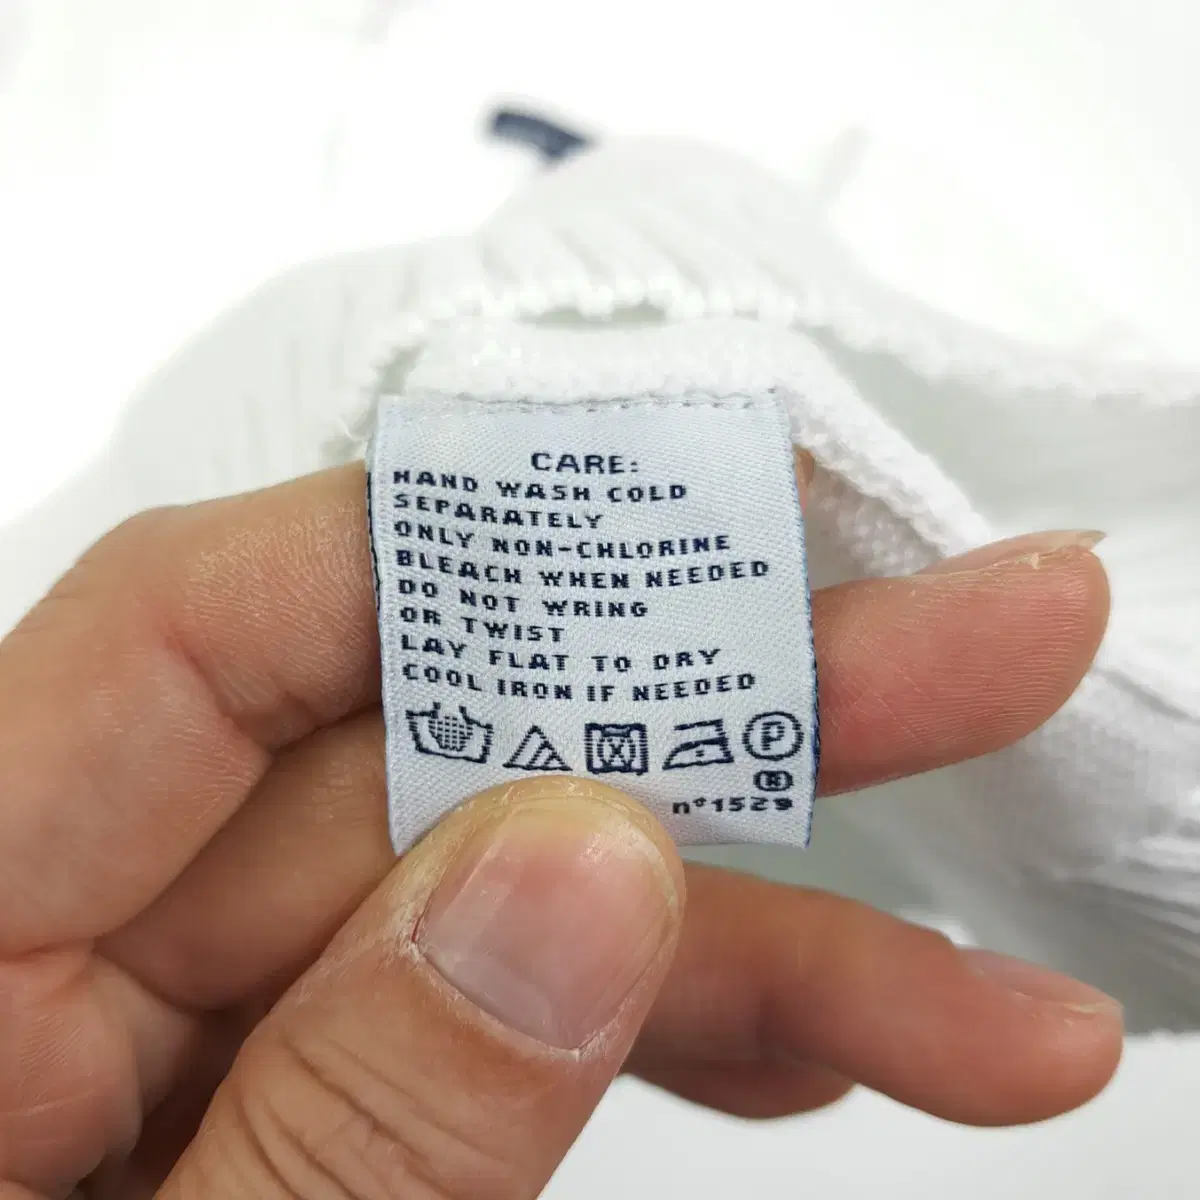 CARE:
HAND WASH COLD
SEPARATELY
ONLY NON-CHLORINE
BLEACH WHEN NEEDED
DO NOT WRING
OR TWIST
LAY FLAT TO DRY
COOL IRON IF NEEDED
P
®
nº1529